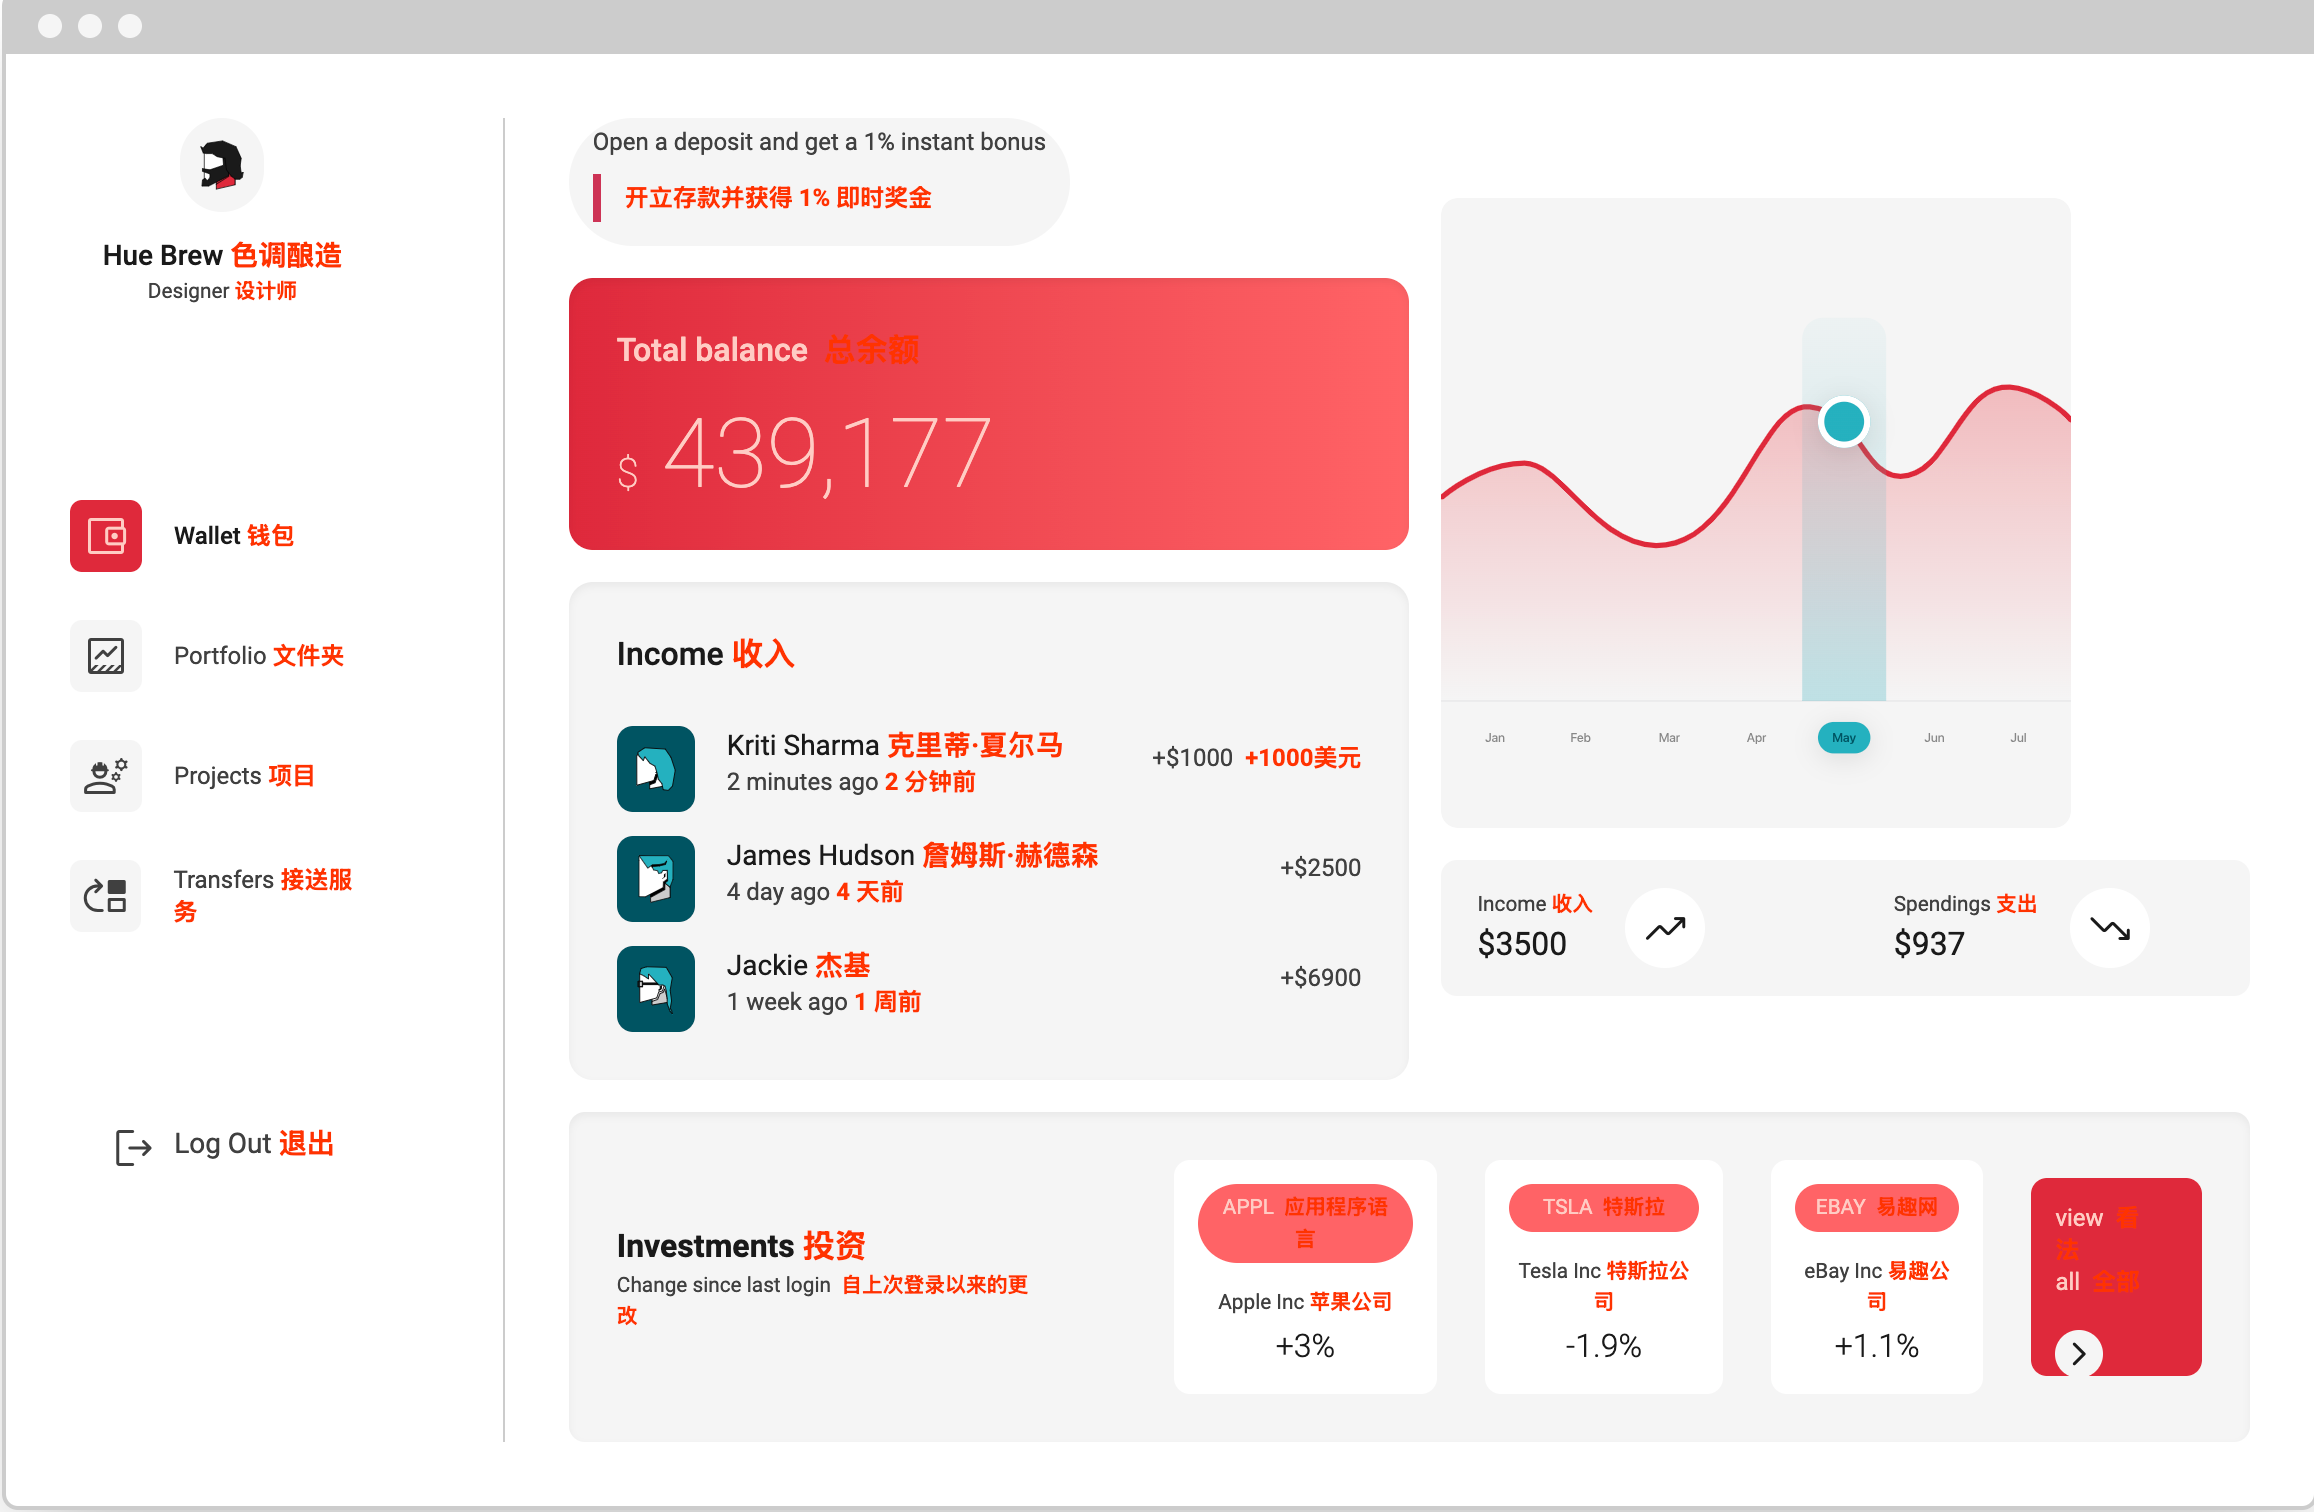 Hue Brew 色调酿造
Designer 设计师
Wallet 钱包
Portfolio 文件夹
Projects 项目
Transfers 接送服
务
Log Out 退出
Open a deposit and get a 1% instant bonus
开立存款并获得 1% 即时奖金
Total balance 总余额
$ 439,177
Income 收入
Kriti Sharma 克里蒂·夏尔马
2 minutes ago 2 分钟前
+$1000 +1000美元
James Hudson 詹姆斯·赫德森
4 day ago 4 天前
+$2500
Jackie 杰基
1 week ago 1 周前
+$6900
Jan Feb Mar Apr May Jun Jul
Income 收入
$3500
Spendings 支出
$937
Investments 投资
Change since last login 自上次登录以来的更
改
APPL 应用程序语
言
Apple Inc 苹果公司
+3%
TSLA 特斯拉
Tesla Inc 特斯拉公
司
-1.9%
EBAY 易趣网
eBay Inc 易趣公
司
+1.1%
view 看
法
all 全部